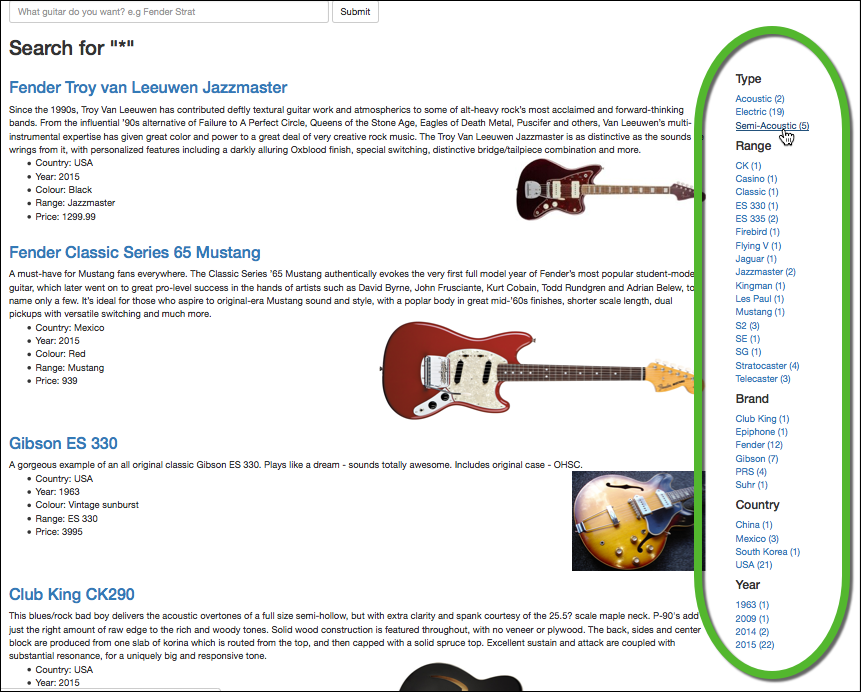 What guitar do you want? e.g Fender Strat
Submit
Search for "*"
Fender Troy van Leeuwen Jazzmaster
Since the 1990s, Troy Van Leeuwen has contributed deftly textural guitar work and atmospherics to some of alt-heavy rock's most acclaimed and forward-thinking
bands. From the influential '90s alternative of Failure to A Perfect Circle, Queens of the Stone Age, Eagles of Death Metal, Puscifer and others, Van Leeuwen's multi-
instrumental expertise has given great color and power to a great deal of very creative rock music. The Troy Van Leeuwen Jazzmaster is as distinctive as the sounds
wrings from it, with personalized features including a darkly alluring Oxblood finish, special switching, distinctive bridge/tailpiece combination and more.
• Country: USA
• Year: 2015
• Colour: Black
• Range: Jazzmaster
• Price: 1299.99
Fender Classic Series 65 Mustang
A must-have for Mustang fans everywhere. The Classic Series '65 Mustang authentically evokes the very first full model year of Fender's most popular student-mode
guitar, which later went on to great pro-level success in the hands of artists such as David Byrne, John Frusciante, Kurt Cobain, Todd Rundgren and Adrian Belew, to
name only a few. It's ideal for those who aspire to original-era Mustang sound and style, with a poplar body in great mid-'60s finishes, shorter scale length, dual
pickups with versatile switching and much more.
• Country: Mexico
• Year: 2015
• Colour: Red
• Range: Mustang
• Price: 939
Gibson ES 330
A gorgeous example of an all original classic Gibson ES 330. Plays like a dream - sounds totally awesome. Includes original case - OHSC.
• Country: USA
• Year: 1963
• Colour: Vintage sunburst
• Range: ES 330
• Price: 3995
Club King CK290
This blues/rock bad boy delivers the acoustic overtones of a full size semi-hollow, but with extra clarity and spank courtesy of the 25.5? scale maple neck. P-90's add
just the right amount of raw edge to the rich and woody tones. Solid wood construction is featured throughout, with no veneer or plywood. The back, sides and center
block are produced from one slab of korina which is routed from the top, and then capped with a solid spruce top. Excellent sustain and attack are coupled with
substantial resonance, for a uniquely big and responsive tone.
• Country: USA
• Year: 2015
Type
Acoustic (2)
Electric (19)
Semi-Acoustic (5)
Range
CK (1)
Casino (1)
Classic (1)
ES 330 (1)
ES 335 (2)
Firebird (1)
Flying V (1)
Jaguar (1)
Jazzmaster (2)
Kingman (1)
Les Paul (1)
Mustang (1)
S2 (3)
SE (1)
SG (1)
Stratocaster (4)
Telecaster (3)
Brand
Club King (1)
Epiphone (1)
Fender (12)
Gibson (7)
PRS (4)
Suhr (1)
Country
China (1)
Mexico (3)
South Korea (1)
USA (21)
Year
1963 (1)
2009 (1)
2014 (2)
2015 (22)